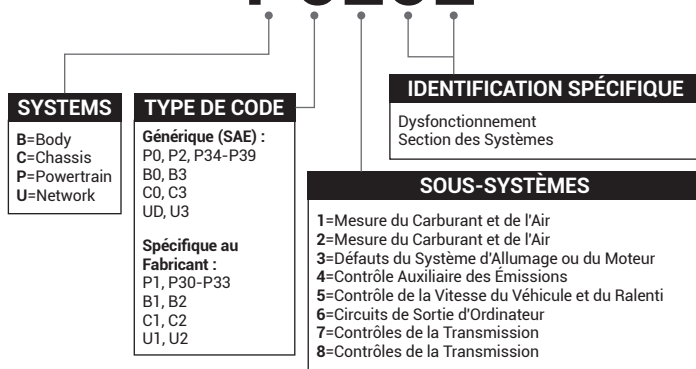 SYSTEMS
B=Body
C=Chassis
P=Powertrain
U=Network
TYPE DE CODE
Générique (SAE) :
P0, P2, P34-P39
B0, B3
C0, C3
UD, U3
Spécifique au
Fabricant :
P1, P30-P33
B1, B2
C1, C2
U1, U2
IDENTIFICATION SPÉCIFIQUE
Dysfonctionnement
Section des Systèmes
SOUS-SYSTÈMES
1=Mesure du Carburant et de l'Air
2=Mesure du Carburant et de l'Air
3=Défauts du Système d'Allumage ou du Moteur
4=Contrôle Auxiliaire des Émissions
5=Contrôle de la Vitesse du Véhicule et du Ralenti
6=Circuits de Sortie d'Ordinateur
7=Contrôles de la Transmission
8=Contrôles de la Transmission